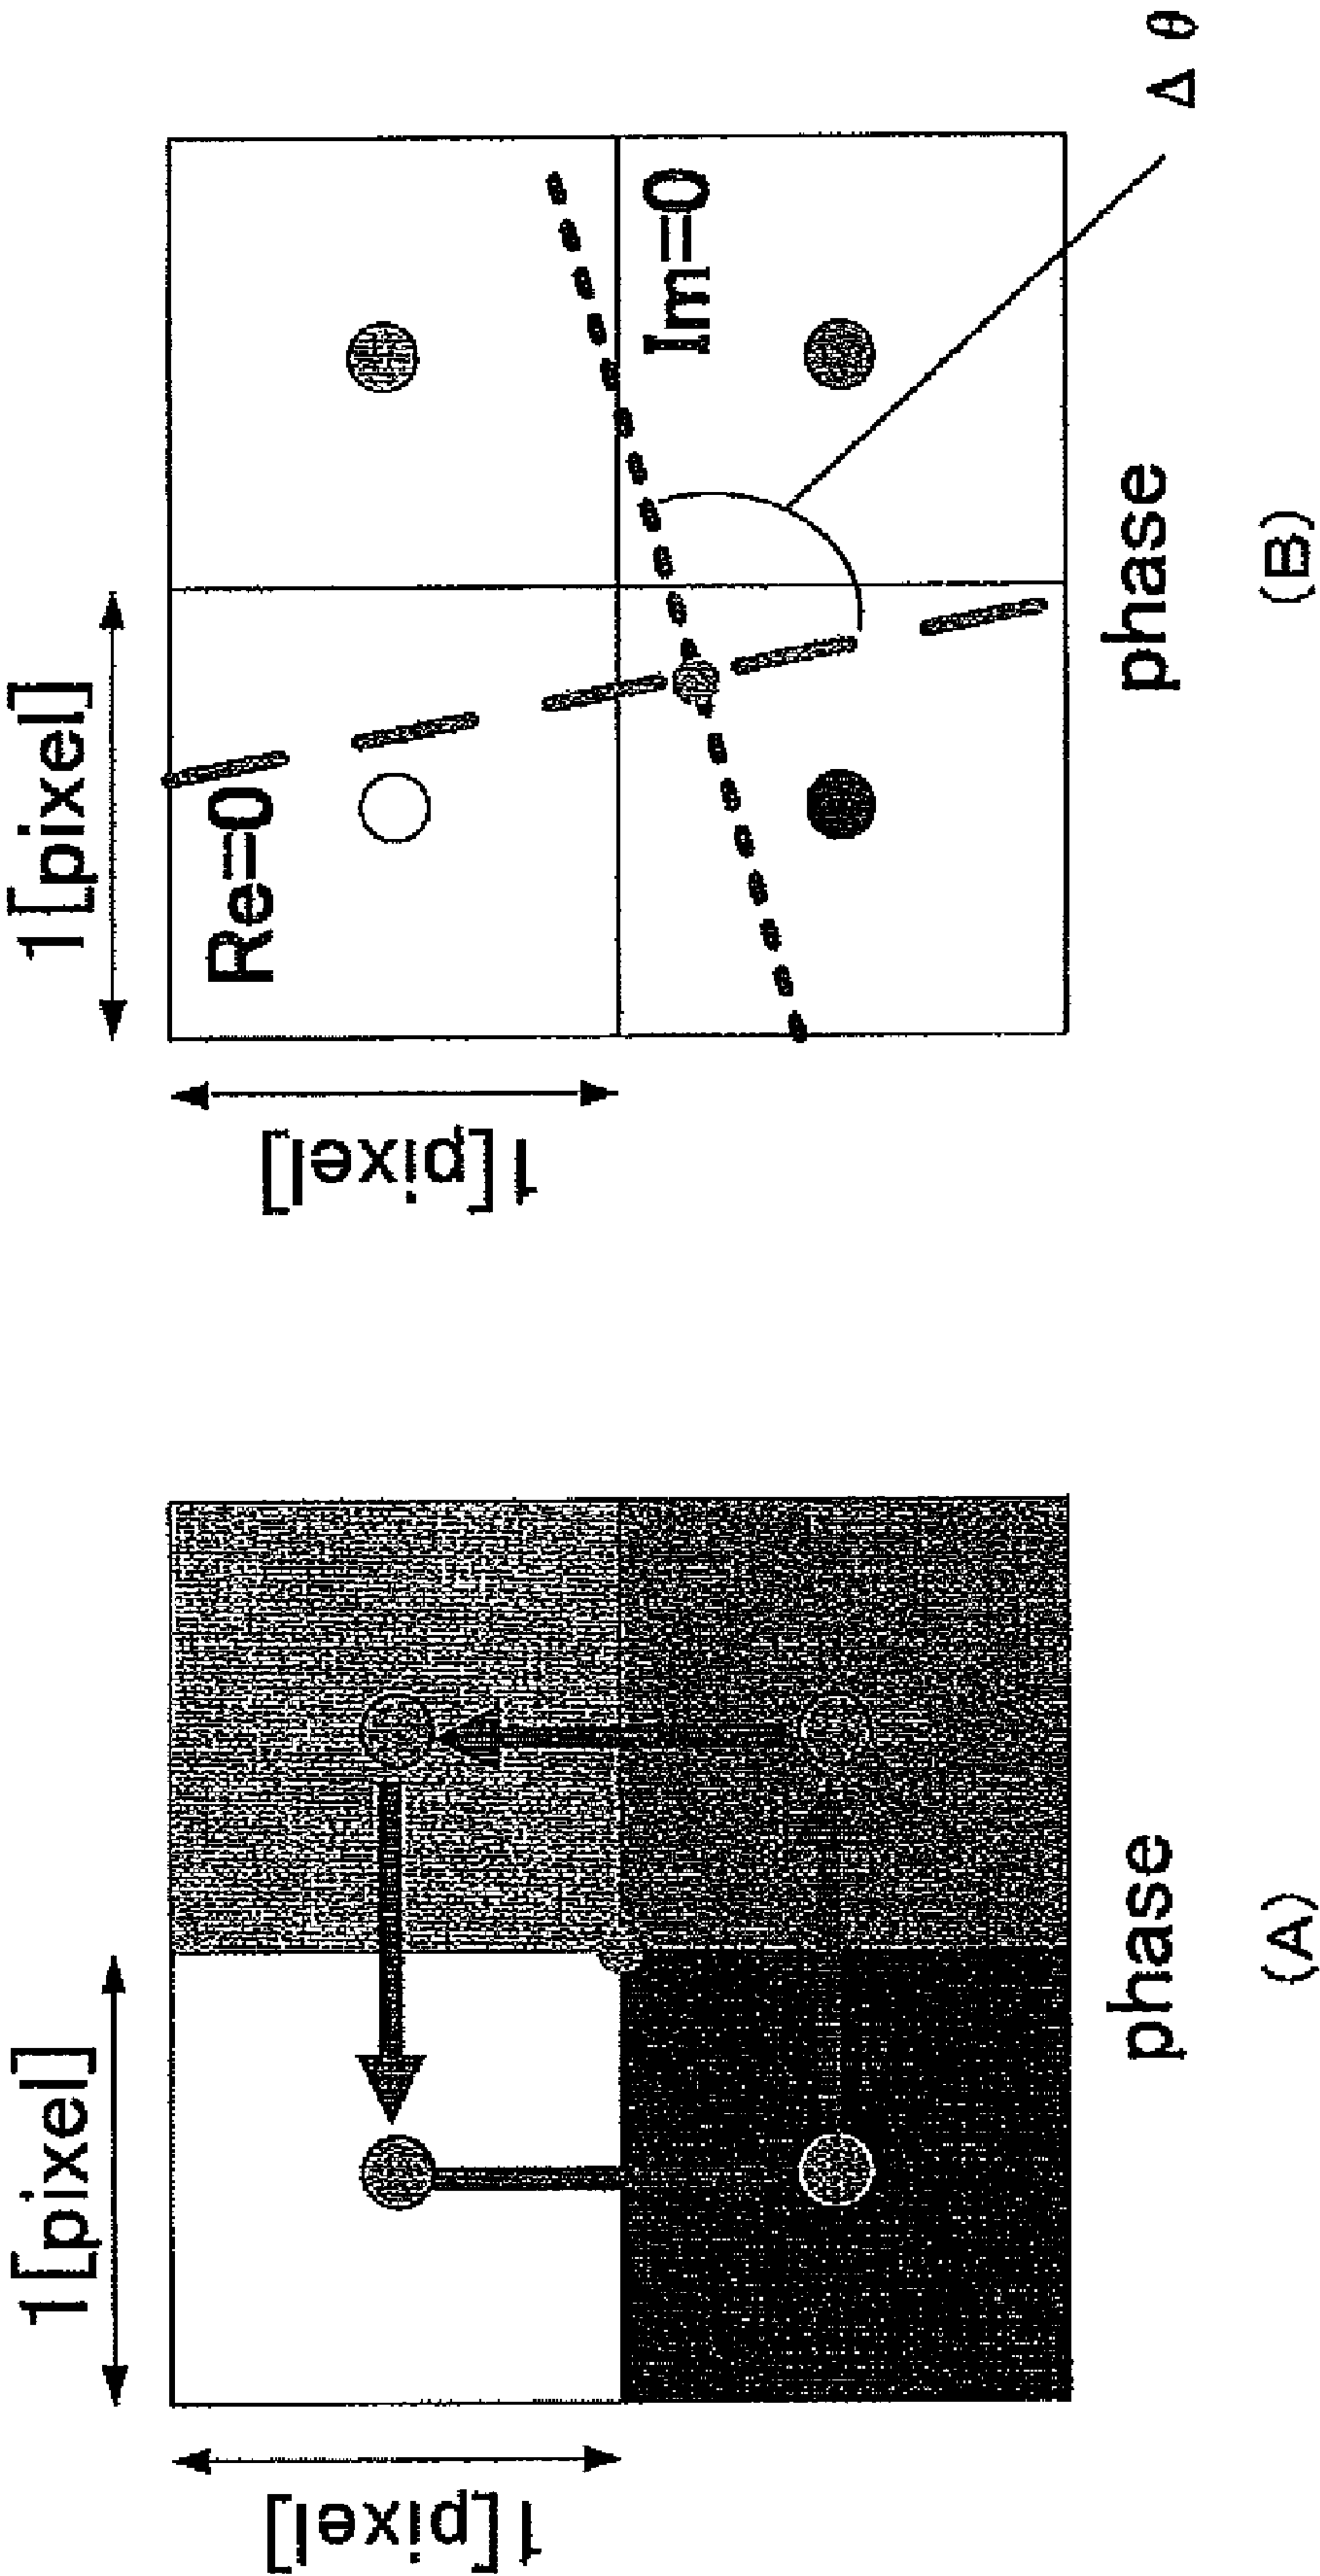 1[pixel]
1[pixel]
phase
(A)
1[pixel]
1[pixel]
Re=0
Im=0
Δθ
phase
(B)